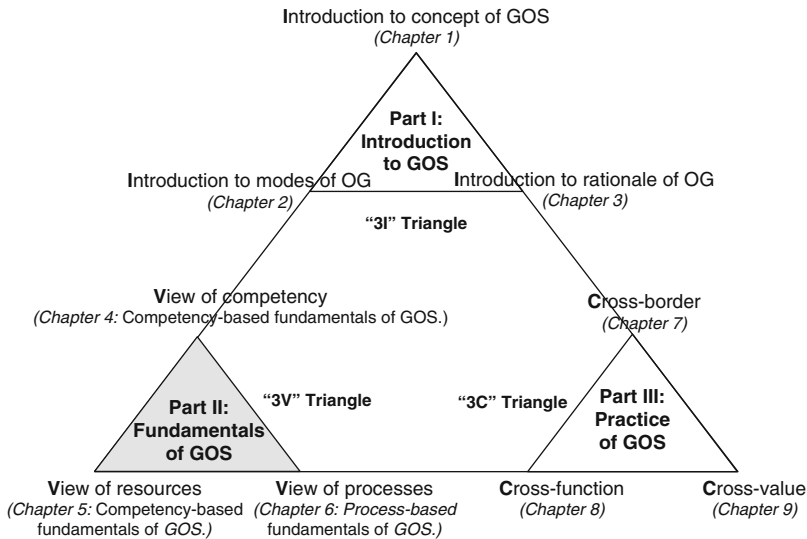 Introduction to concept of GOS
(Chapter 1)
Part I:
Introduction
to GOS
Introduction to modes of OG
(Chapter 2)
Introduction to rationale of OG
(Chapter 3)
“3I” Triangle
View of competency
(Chapter 4: Competency-based fundamentals of GOS.)
Cross-border
(Chapter 7)
Part II:
Fundamentals
of GOS
“3V” Triangle
“3C” Triangle
Part III:
Practice
of GOS
View of resources
(Chapter 5: Competency-based
fundamentals of GOS.)
View of processes
(Chapter 6: Process-based
fundamentals of GOS.)
Cross-function
(Chapter 8)
Cross-value
(Chapter 9)